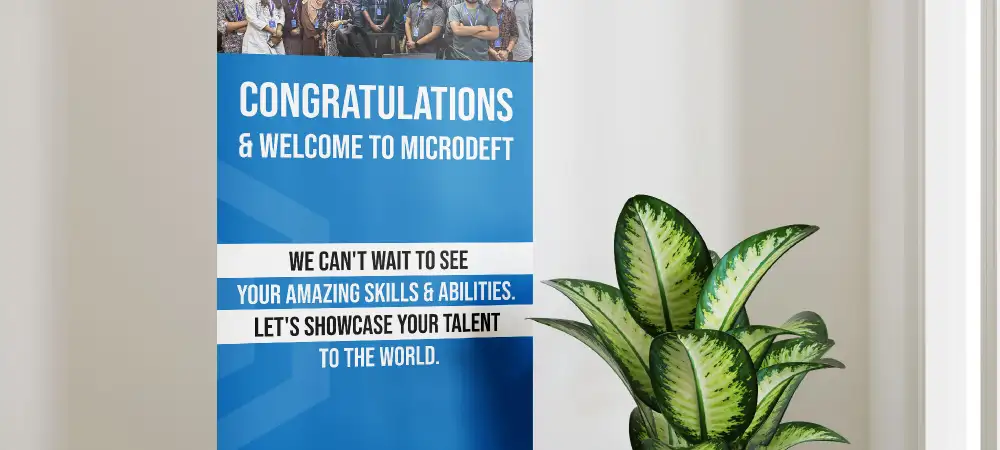 CONGRATULATIONS
& WELCOME TO MICRODEFT
WE CAN'T WAIT TO SEE
YOUR AMAZING SKILLS & ABILITIES.
LET'S SHOWCASE YOUR TALENT
TO THE WORLD.